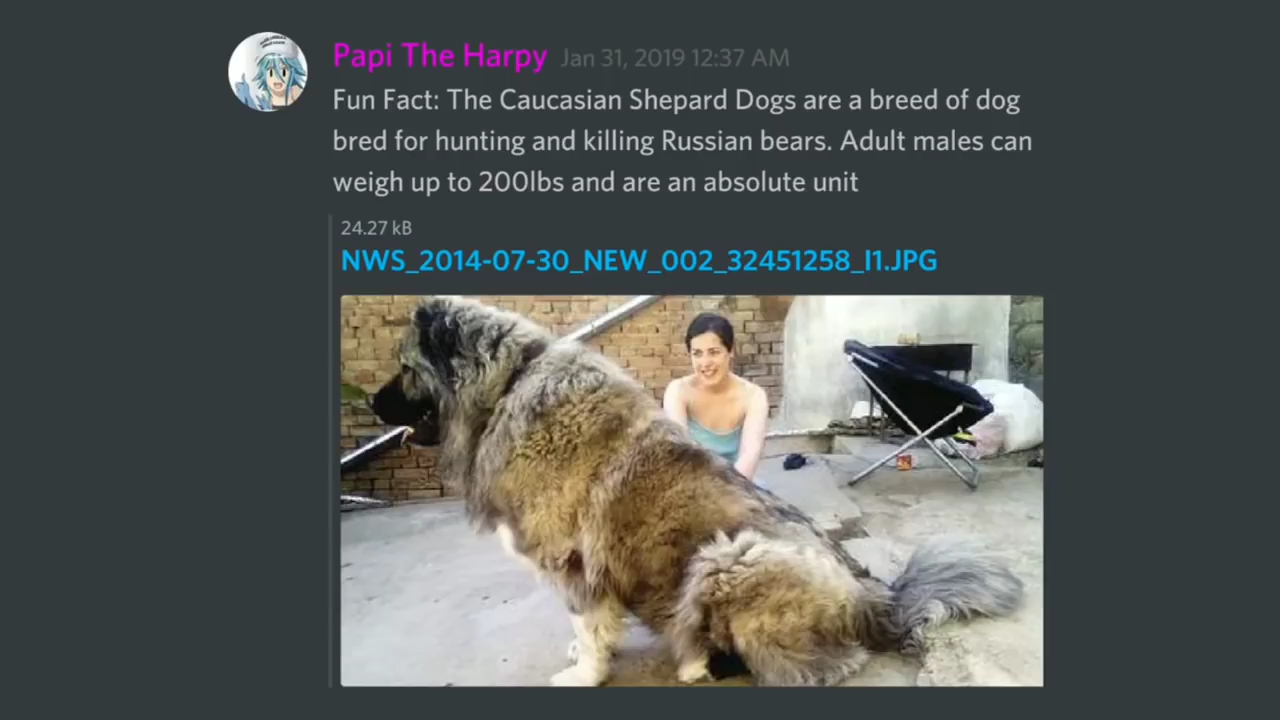 Papi The Harpy Jan 31, 2019 12:37 AM
Fun Fact: The Caucasian Shepard Dogs are a breed of dog
bred for hunting and killing Russian bears. Adult males can
weigh up to 200lbs and are an absolute unit
24.27 kB
NWS_2014-07-30_NEW_002_32451258_I1.JPG